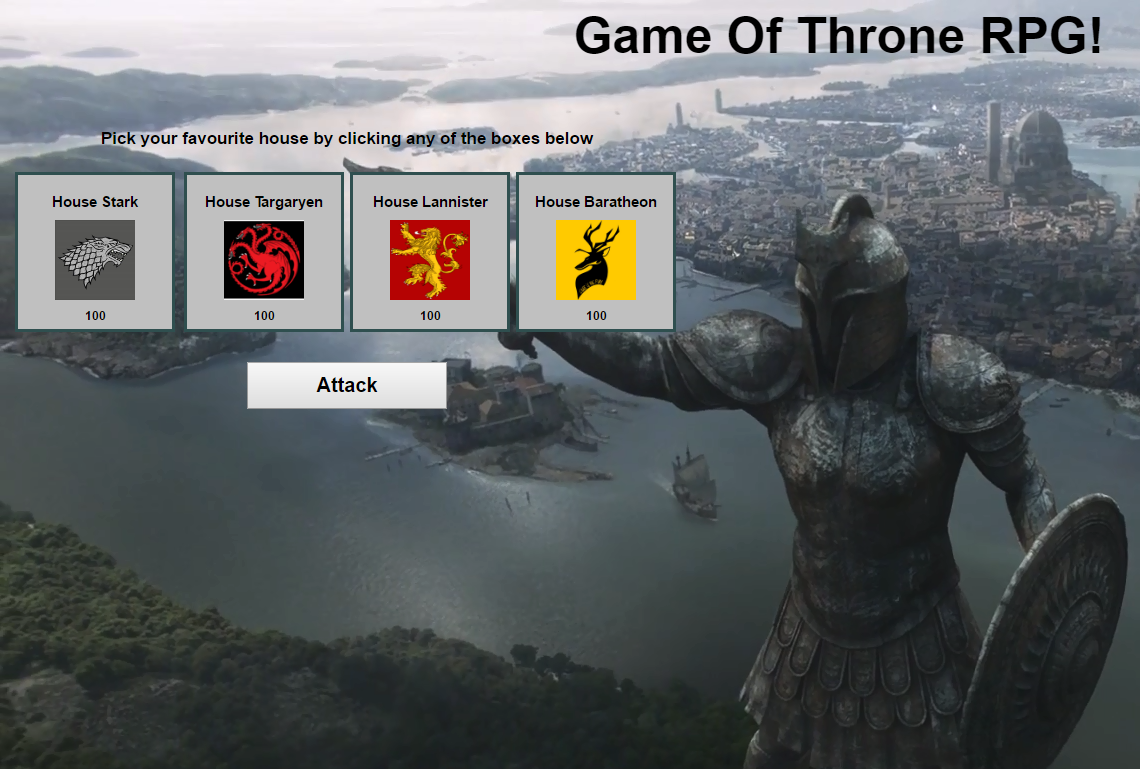 Game Of Throne RPG!
Pick your favourite house by clicking any of the boxes below
House Stark
House Targaryen
House Lannister
House Baratheon
100
100
100
100
Attack